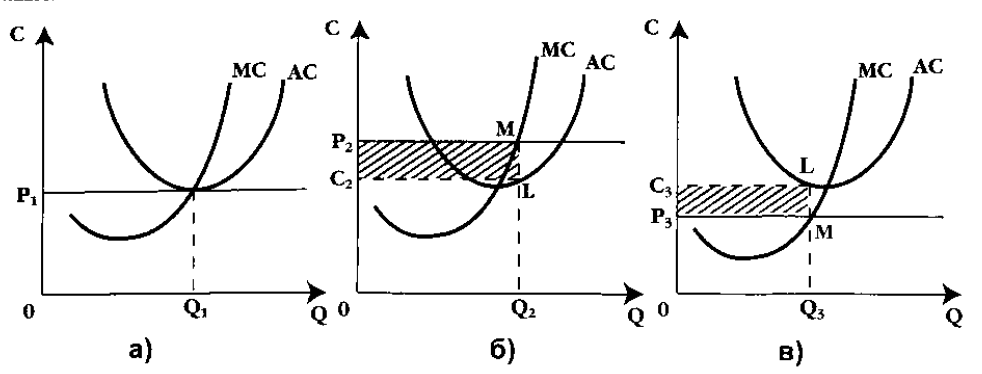 C
MC
AC
P₁
0
Q₁
Q
а)
C
MC
AC
P₂
M
C₂
L
0
Q₂
Q
б)
C
MC
AC
L
C₃
P₃
M
0
Q₃
Q
в)